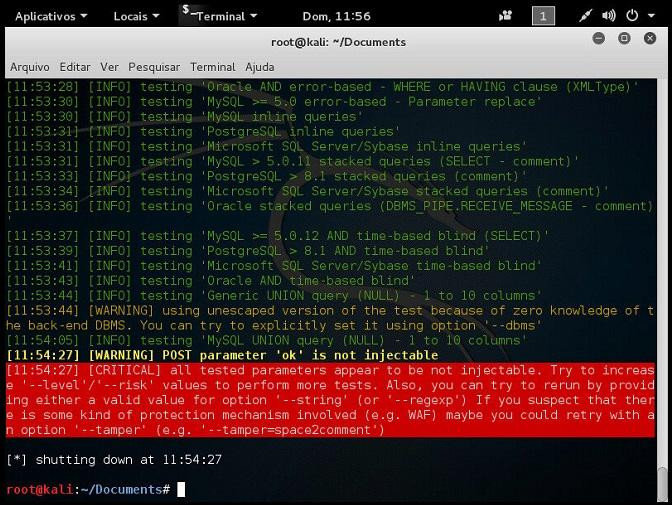 Aplicativos Locais Terminal Dom, 11:56 1
root@kali: ~/Documents
Arquivo Editar Ver Pesquisar Terminal Ajuda
[11:53:28] [INFO] testing 'Oracle AND error-based - WHERE or HAVING clause (XMLType)'
[11:53:30] [INFO] testing 'MySQL >= 5.0 error-based - Parameter replace'
[11:53:30] [INFO] testing 'MySQL inline queries'
[11:53:31] [INFO] testing 'PostgreSQL inline queries'
[11:53:31] [INFO] testing 'Microsoft SQL Server/Sybase inline queries'
[11:53:31] [INFO] testing 'MySQL > 5.0.11 stacked queries (SELECT - comment)'
[11:53:33] [INFO] testing 'PostgreSQL > 8.1 stacked queries (comment)'
[11:53:34] [INFO] testing 'Microsoft SQL Server/Sybase stacked queries (comment)'
[11:53:36] [INFO] testing 'Oracle stacked queries (DBMS_PIPE.RECEIVE_MESSAGE - comment)
'
[11:53:37] [INFO] testing 'MySQL >= 5.0.12 AND time-based blind (SELECT)'
[11:53:39] [INFO] testing 'PostgreSQL > 8.1 AND time-based blind'
[11:53:41] [INFO] testing 'Microsoft SQL Server/Sybase time-based blind'
[11:53:43] [INFO] testing 'Oracle AND time-based blind'
[11:53:44] [INFO] testing 'Generic UNION query (NULL) - 1 to 10 columns'
[11:53:44] [WARNING] using unescaped version of the test because of zero knowledge of t
he back-end DBMS. You can try to explicitly set it using option '--dbms'
[11:54:05] [INFO] testing 'MySQL UNION query (NULL) - 1 to 10 columns'
[11:54:27] [WARNING] POST parameter 'ok' is not injectable
[11:54:27] [CRITICAL] all tested parameters appear to be not injectable. Try to increas
e '--level'/'--risk' values to perform more tests. Also, you can try to rerun by provid
ing either a valid value for option '--string' (or '--regexp') If you suspect that ther
e is some kind of protection mechanism involved (e.g. WAF) maybe you could retry with a
n option '--tamper' (e.g. '--tamper=space2comment')
[*] shutting down at 11:54:27
root@kali:~/Documents#